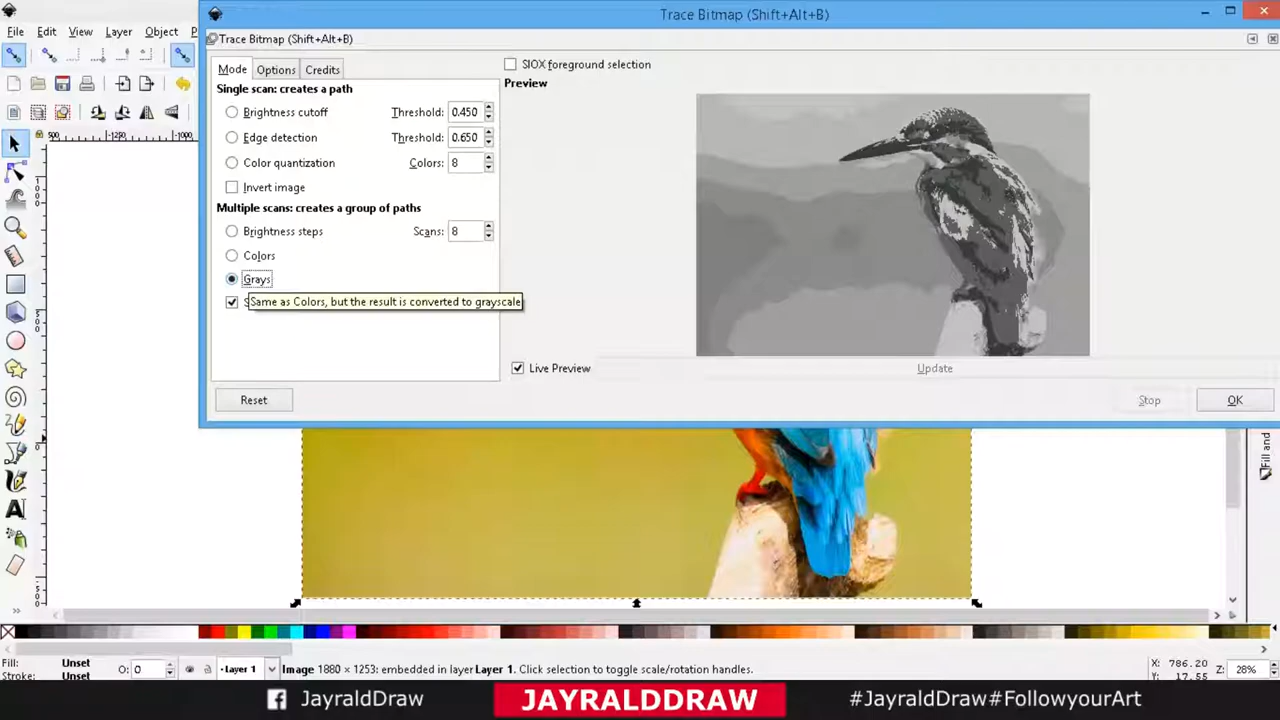 Trace Bitmap (Shift+Alt+B)
File Edit View Layer Object P
Trace Bitmap (Shift+Alt+B)
Mode Options Credits
SIOX foreground selection
Preview
Single scan: creates a path
Brightness cutoff Threshold: 0.450
Edge detection Threshold: 0.650
Color quantization Colors: 8
Invert image
Multiple scans: creates a group of paths
Brightness steps Scans: 8
Colors
Grays
Same as Colors, but the result is converted to grayscale
Live Preview Update
Reset Stop OK
Fill and
Fill: Unset O: 0 Layer 1 Image 1880 × 1253: embedded in layer Layer 1. Click selection to toggle scale/rotation handles. X: 786.20 Z: 28%
Stroke: Unset Y: 17.55
JayraldDraw JAYRALDDRAW #JayraldDraw#FollowyourArt